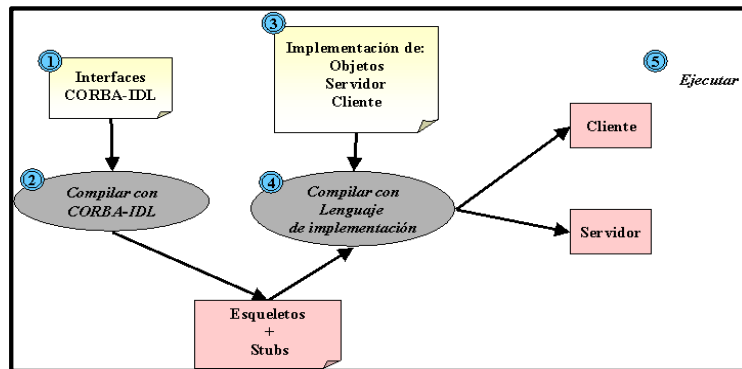 1
Interfaces
CORBA-IDL
2
Compilar con
CORBA-IDL
3
Implementación de:
Objetos
Servidor
Cliente
4
Compilar con
Lenguaje
de implementación
Esqueletos
+
Stubs
5
Ejecutar
Cliente
Servidor